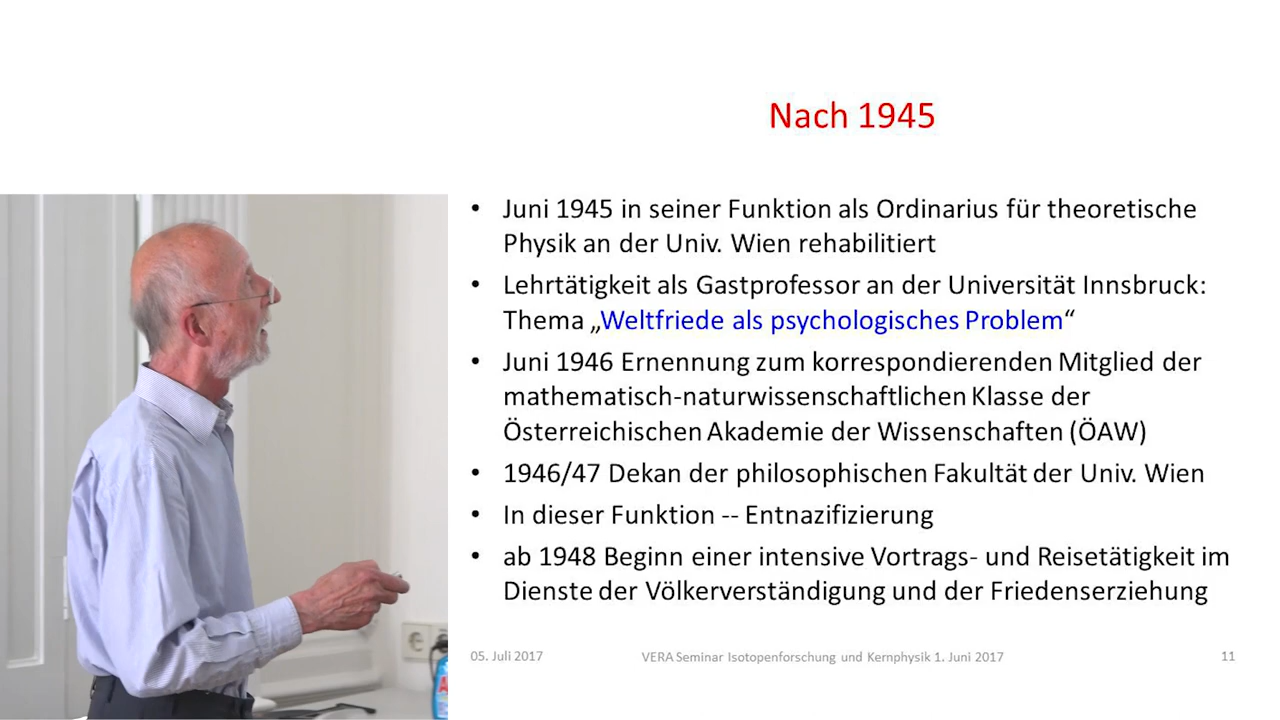 Nach 1945
• Juni 1945 in seiner Funktion als Ordinarius für theoretische
Physik an der Univ. Wien rehabilitiert
• Lehrtätigkeit als Gastprofessor an der Universität Innsbruck:
Thema „Weltfriede als psychologisches Problem“
• Juni 1946 Ernennung zum korrespondierenden Mitglied der
mathematisch-naturwissenschaftlichen Klasse der
Österreichischen Akademie der Wissenschaften (ÖAW)
• 1946/47 Dekan der philosophischen Fakultät der Univ. Wien
• In dieser Funktion -- Entnazifizierung
• ab 1948 Beginn einer intensive Vortrags- und Reisetätigkeit im
Dienste der Völkerverständigung und der Friedenserziehung
05. Juli 2017
VERA Seminar Isotopenforschung und Kernphysik 1. Juni 2017
11